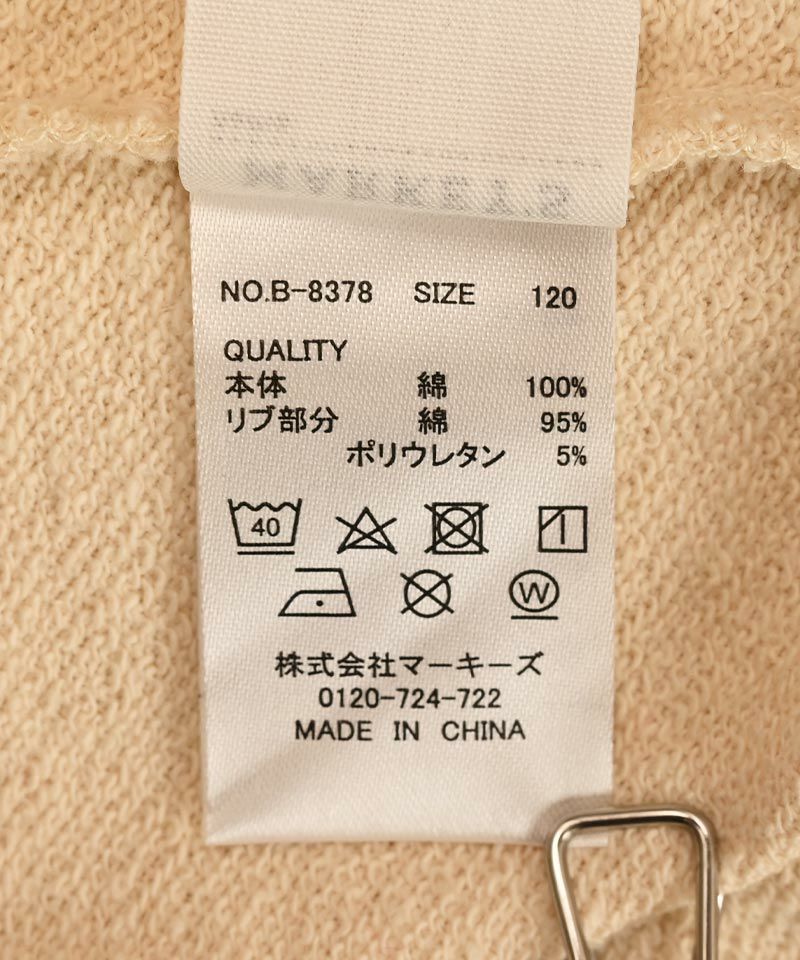 NO.B-8378 SIZE 120
QUALITY
本体 綿 100%
リブ部分 綿 95%
ポリウレタン 5%
40
W
株式会社マーキーズ
0120-724-722
MADE IN CHINA